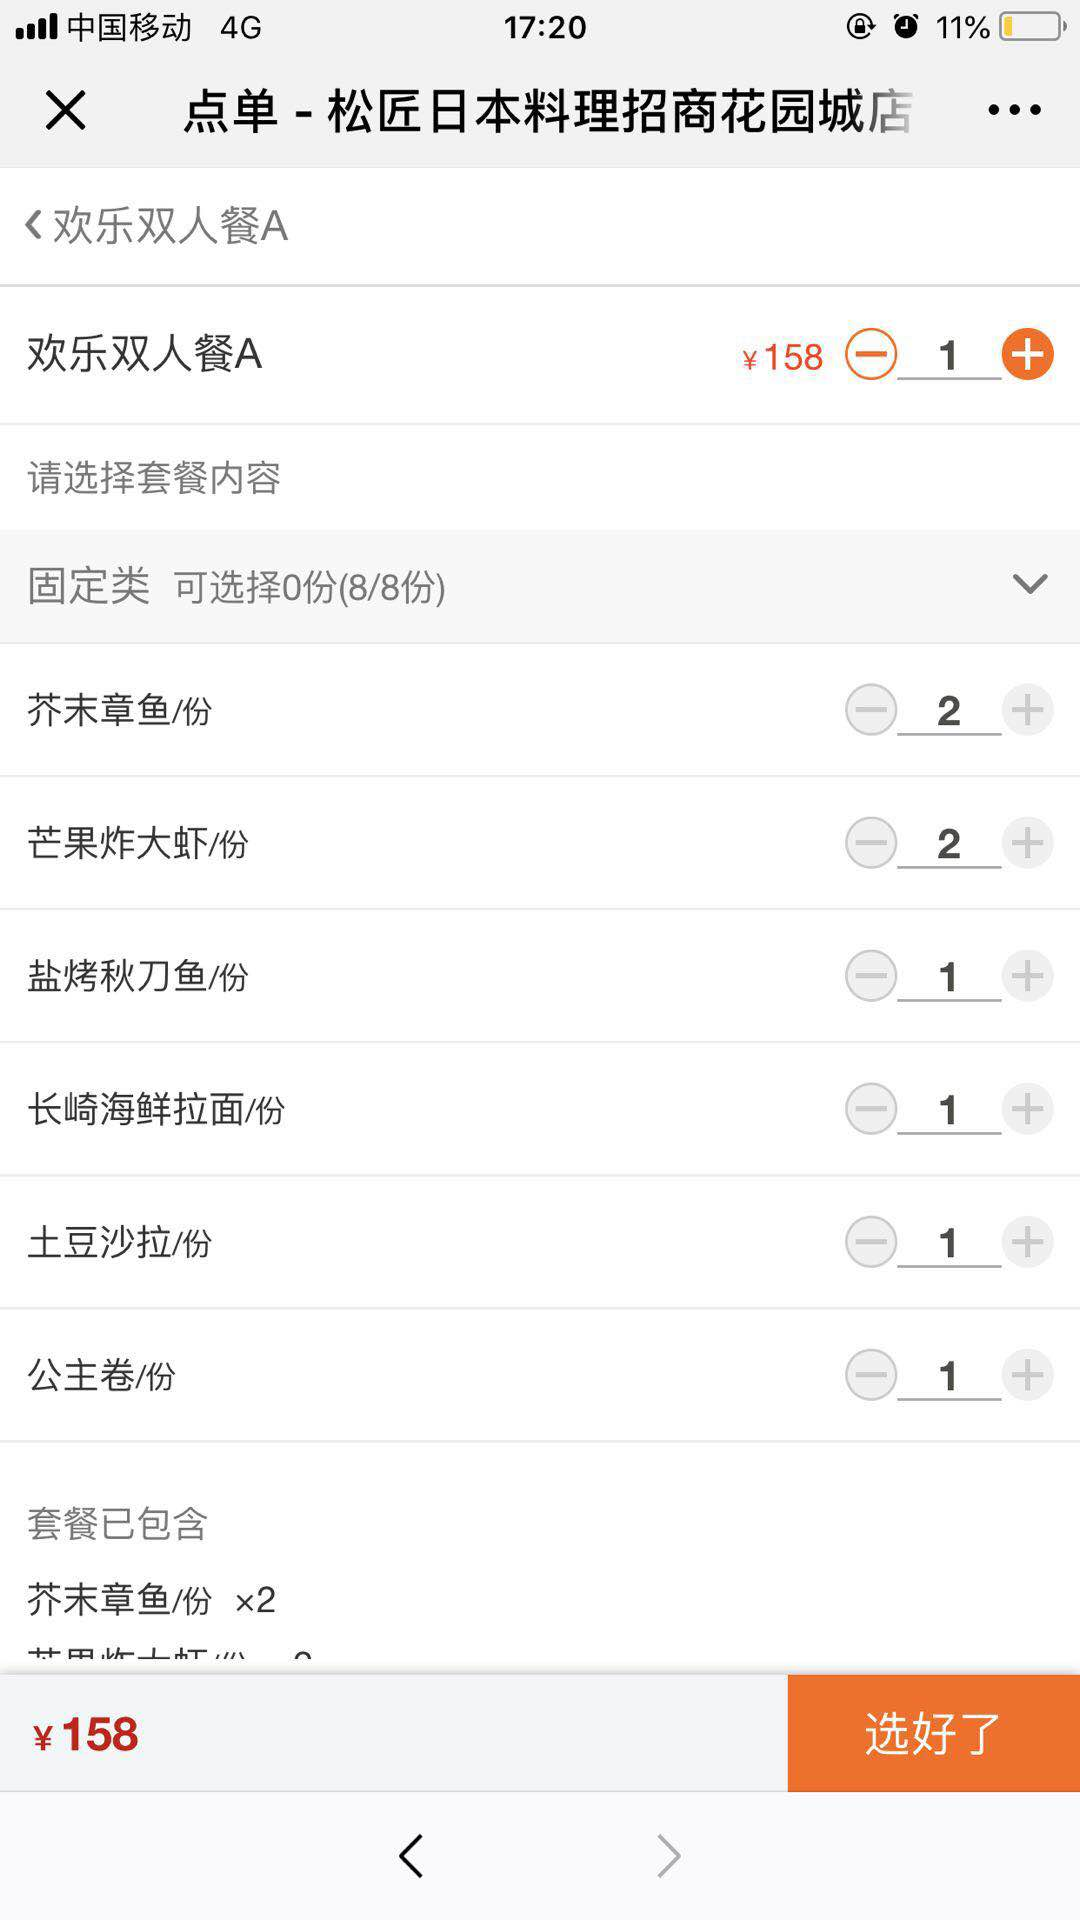 中国移动 4G 17:20 11%
点单 - 松匠日本料理招商花园城店
欢乐双人餐A
欢乐双人餐A ¥158 1
请选择套餐内容
固定类 可选择0份(8/8份)
芥末章鱼/份 2
芒果炸大虾/份 2
盐烤秋刀鱼/份 1
长崎海鲜拉面/份 1
土豆沙拉/份 1
公主卷/份 1
套餐已包含
芥末章鱼/份 ×2
¥158 选好了